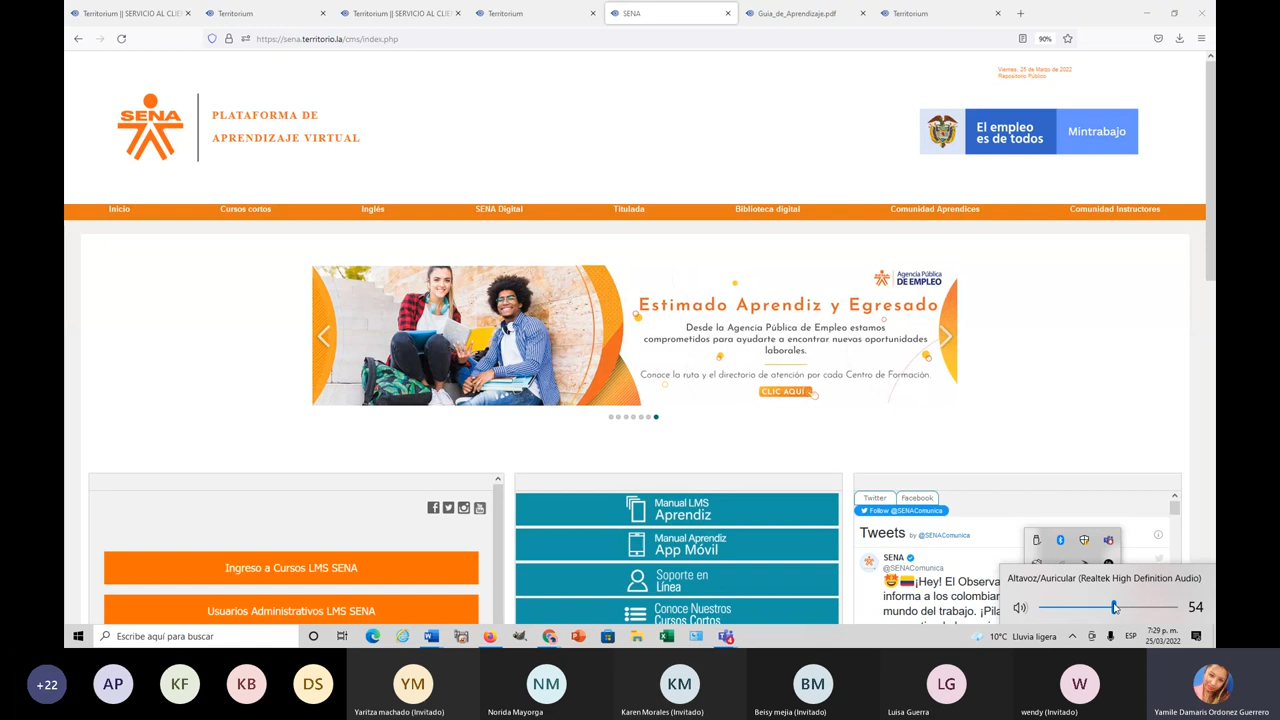 Territorium || SERVICIO AL CLIE
Territorium
Territorium || SERVICIO AL CLIE
Territorium
SENA
Guia_de_Aprendizaje.pdf
Territorium
https://sena.territorio.la/cms/index.php
90%
Viernes, 25 de Marzo de 2022
Repositorio Público
SENA
PLATAFORMA DE
APRENDIZAJE VIRTUAL
El empleo
es de todos
Mintrabajo
Inicio
Cursos cortos
Inglés
SENA Digital
Titulada
Biblioteca digital
Comunidad Aprendices
Comunidad Instructores
Agencia Pública
DE EMPLEO
Estimado Aprendiz y Egresado
Desde la Agencia Pública de Empleo estamos
comprometidos para ayudarte a encontrar nuevas oportunidades
laborales.
Conoce la ruta y el directorio de atención por cada Centro de Formación.
CLIC AQUÍ
Ingreso a Cursos LMS SENA
Usuarios Administrativos LMS SENA
Manual LMS
Aprendiz
Manual Aprendiz
App Móvil
Soporte en
Línea
Conoce Nuestros
Cursos Cortos
Twitter
Facebook
Follow @SENAComunica
Tweets by @SENAComunica
SENA
@SENAComunica
¡Hey! El Observa
informa a los colombian
mundo del trabajo. ¡Pila
Altavoz/Auricular (Realtek High Definition Audio)
54
Escribe aquí para buscar
10°C Lluvia ligera
ESP
7:29 p. m.
25/03/2022
+22
AP
KF
KB
DS
YM
Yaritza machado (Invitado)
NM
Norida Mayorga
KM
Karen Morales (Invitado)
BM
Beisy mejia (Invitado)
LG
Luisa Guerra
W
wendy (Invitado)
Yamile Damaris Ordonez Guerrero